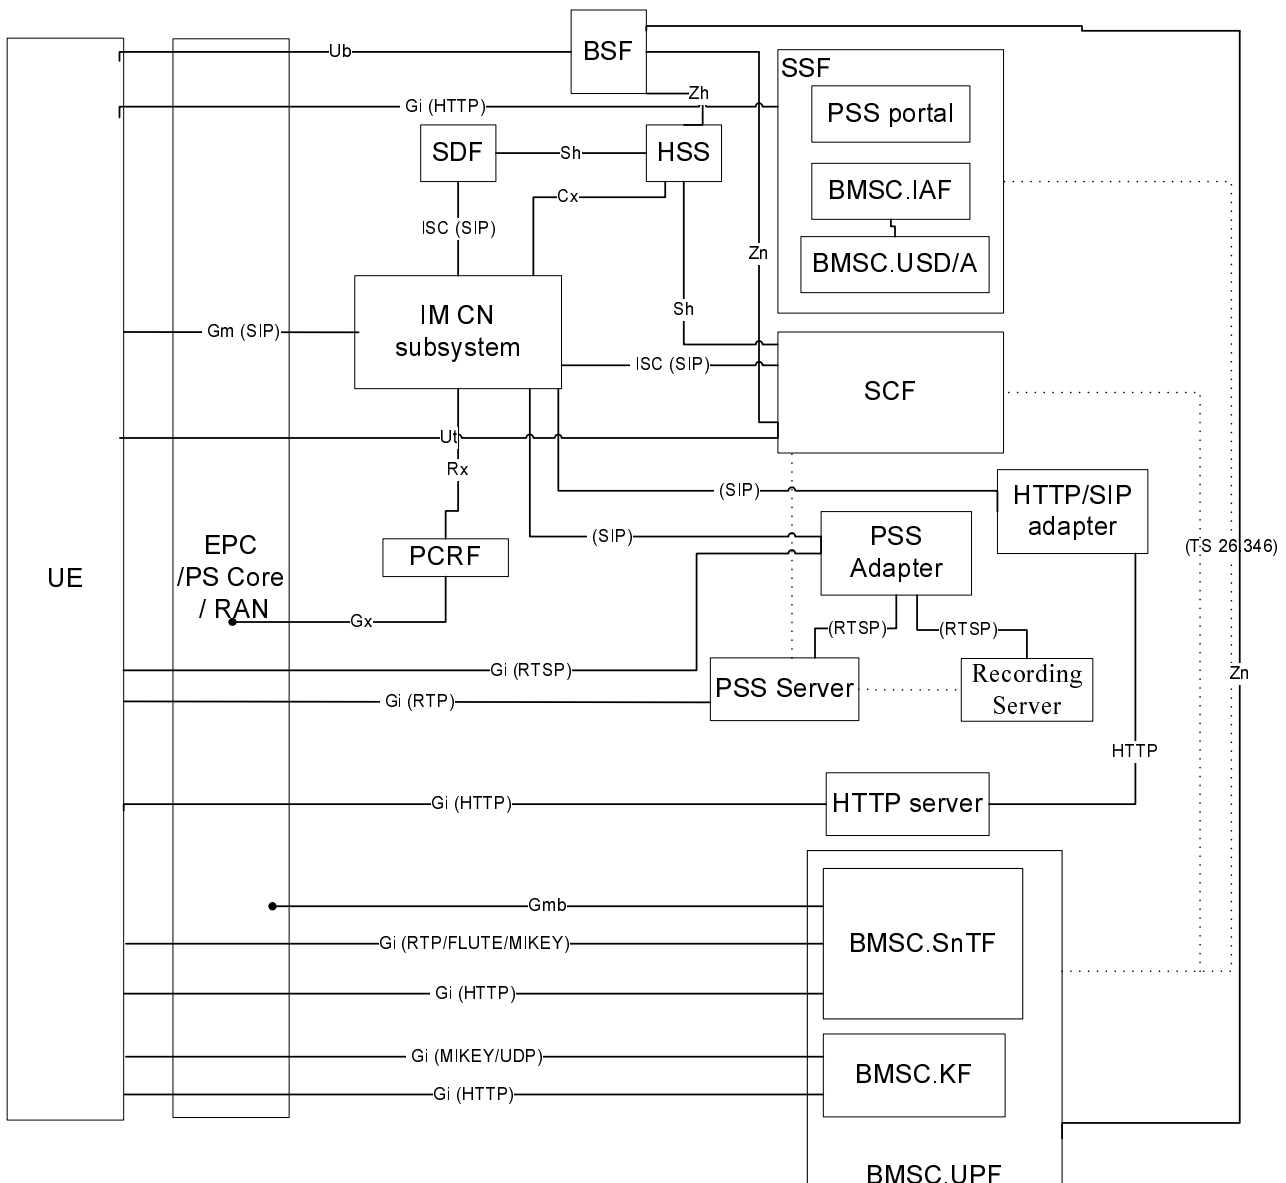 BSF
Ub
SSF
Zh
Gi (HTTP)
PSS portal
SDF
Sh
HSS
BMSC.IAF
Cx
ISC (SIP)
Zn
BMSC.USD/A
Sh
IM CN
subsystem
Gm (SIP)
ISC (SIP)
SCF
Ut
Rx
(SIP)
HTTP/SIP
adapter
(SIP)
PSS
Adapter
(TS 26.346)
EPC
/PS Core
/ RAN
UE
PCRF
Gx
(RTSP)
(RTSP)
Gi (RTSP)
PSS Server
Recording
Server
Zn
Gi (RTP)
HTTP
Gi (HTTP)
HTTP server
Gmb
Gi (RTP/FLUTE/MIKEY)
BMSC.SnTF
Gi (HTTP)
Gi (MIKEY/UDP)
BMSC.KF
Gi (HTTP)
BMSC.UPF